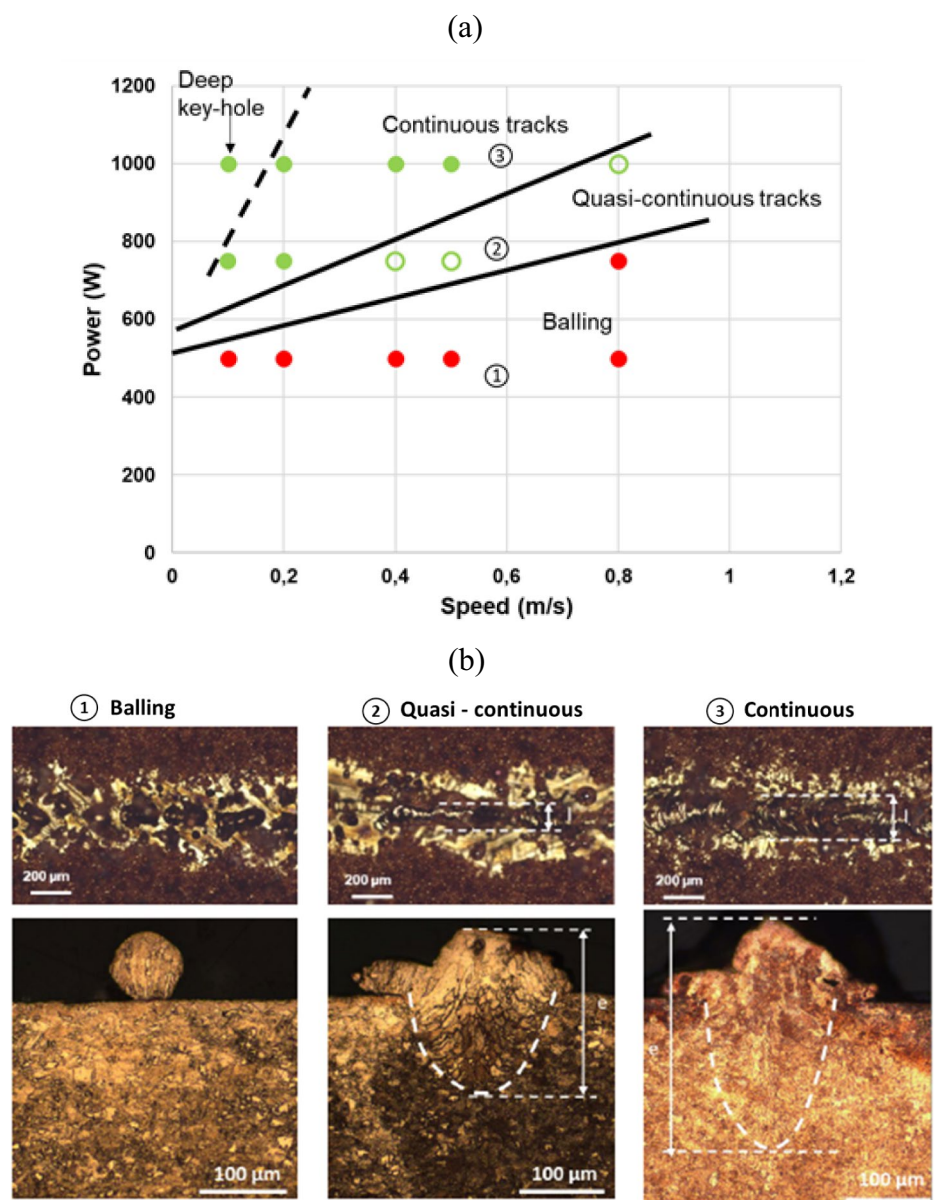 (a)
1200
Deep
key-hole
Continuous tracks
③
1000
Quasi-continuous tracks
800
②
Power (W)
600
Balling
①
400
200
0
0
0,2
0,4
0,6
0,8
1
1,2
Speed (m/s)
(b)
① Balling
② Quasi - continuous
③ Continuous
l
l
200 µm
200 µm
200 µm
e
e
100 µm
100 µm
100 µm